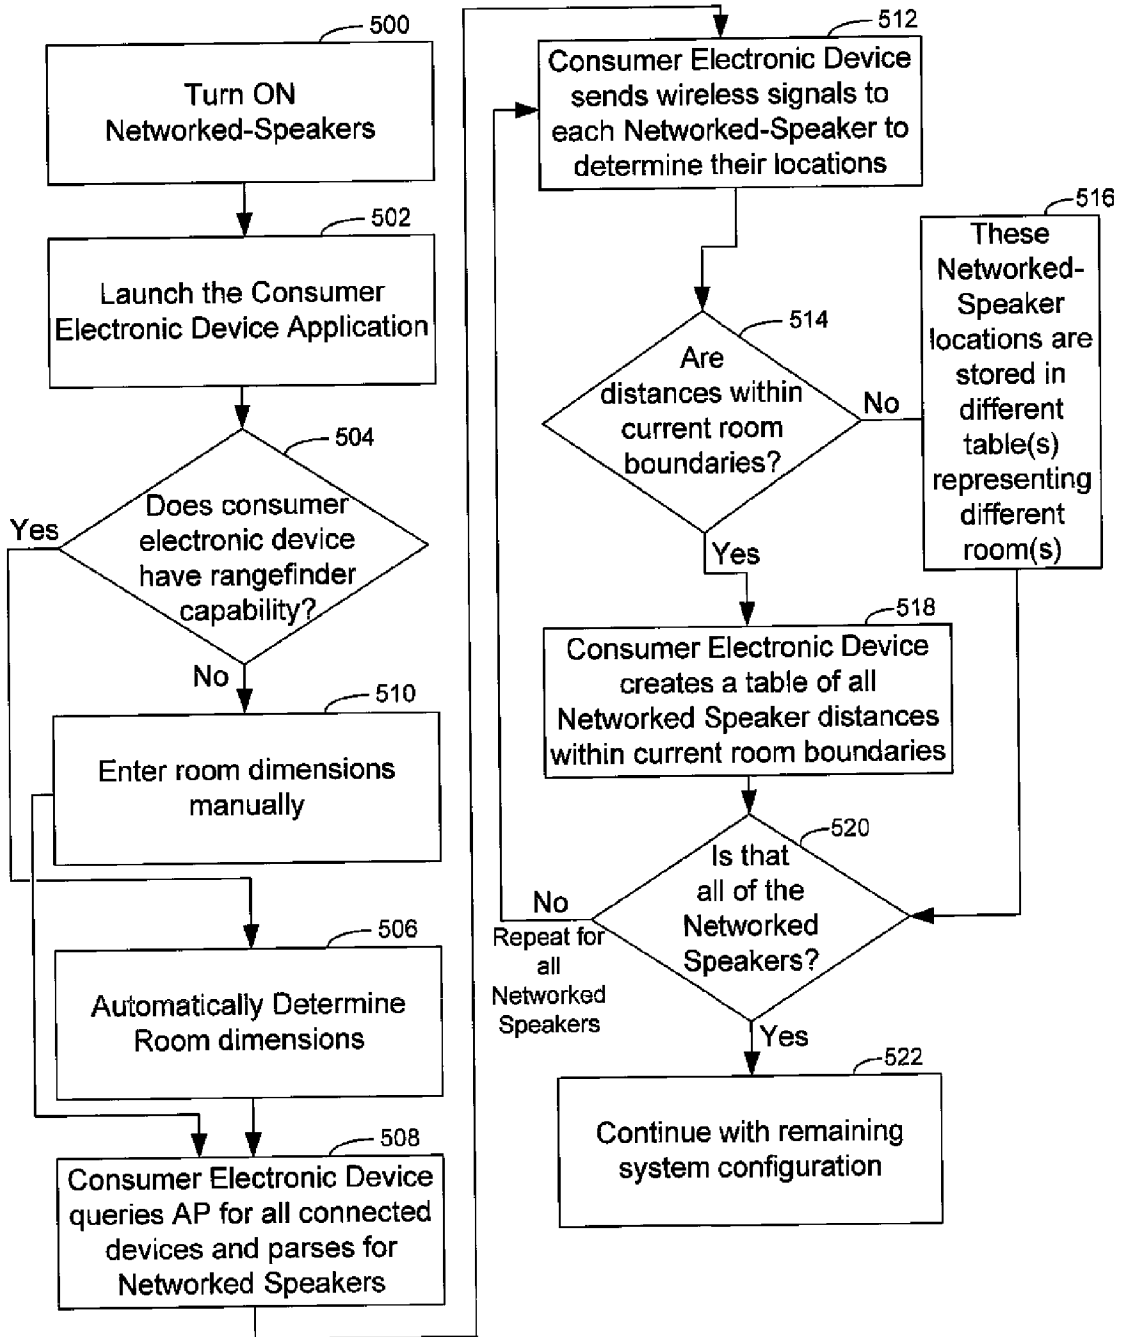 500
Turn ON
Networked-Speakers
502
Launch the Consumer
Electronic Device Application
504
Does consumer
electronic device
have rangefinder
capability?
Yes
No
510
Enter room dimensions
manually
506
Automatically Determine
Room dimensions
508
Consumer Electronic Device
queries AP for all connected
devices and parses for
Networked Speakers
512
Consumer Electronic Device
sends wireless signals to
each Networked-Speaker to
determine their locations
514
Are
distances within
current room
boundaries?
No
Yes
516
These
Networked-
Speaker
locations are
stored in
different
table(s)
representing
different
room(s)
518
Consumer Electronic Device
creates a table of all
Networked Speaker distances
within current room boundaries
520
Is that
all of the
Networked
Speakers?
No
Repeat for
all
Networked
Speakers
Yes
522
Continue with remaining
system configuration